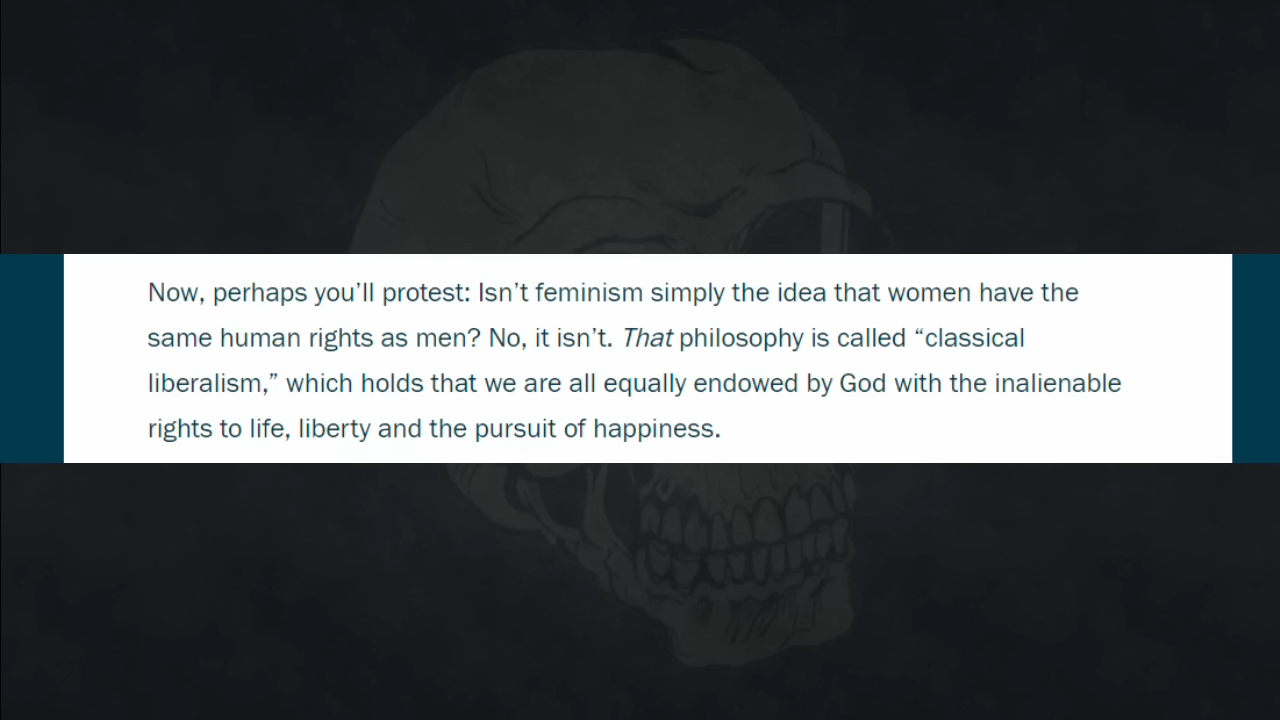 Now, perhaps you’ll protest: Isn’t feminism simply the idea that women have the
same human rights as men? No, it isn’t. That philosophy is called “classical
liberalism,” which holds that we are all equally endowed by God with the inalienable
rights to life, liberty and the pursuit of happiness.